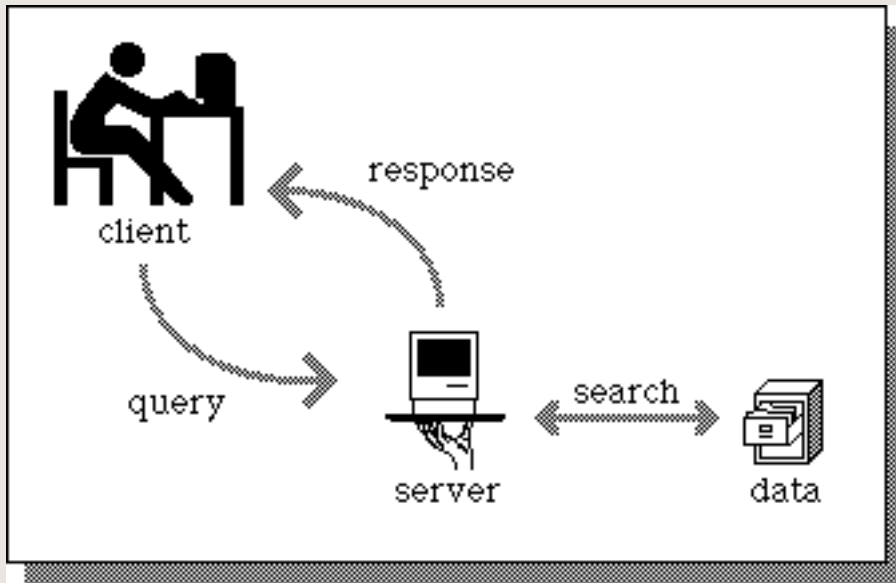 response
client
query
search
server
data